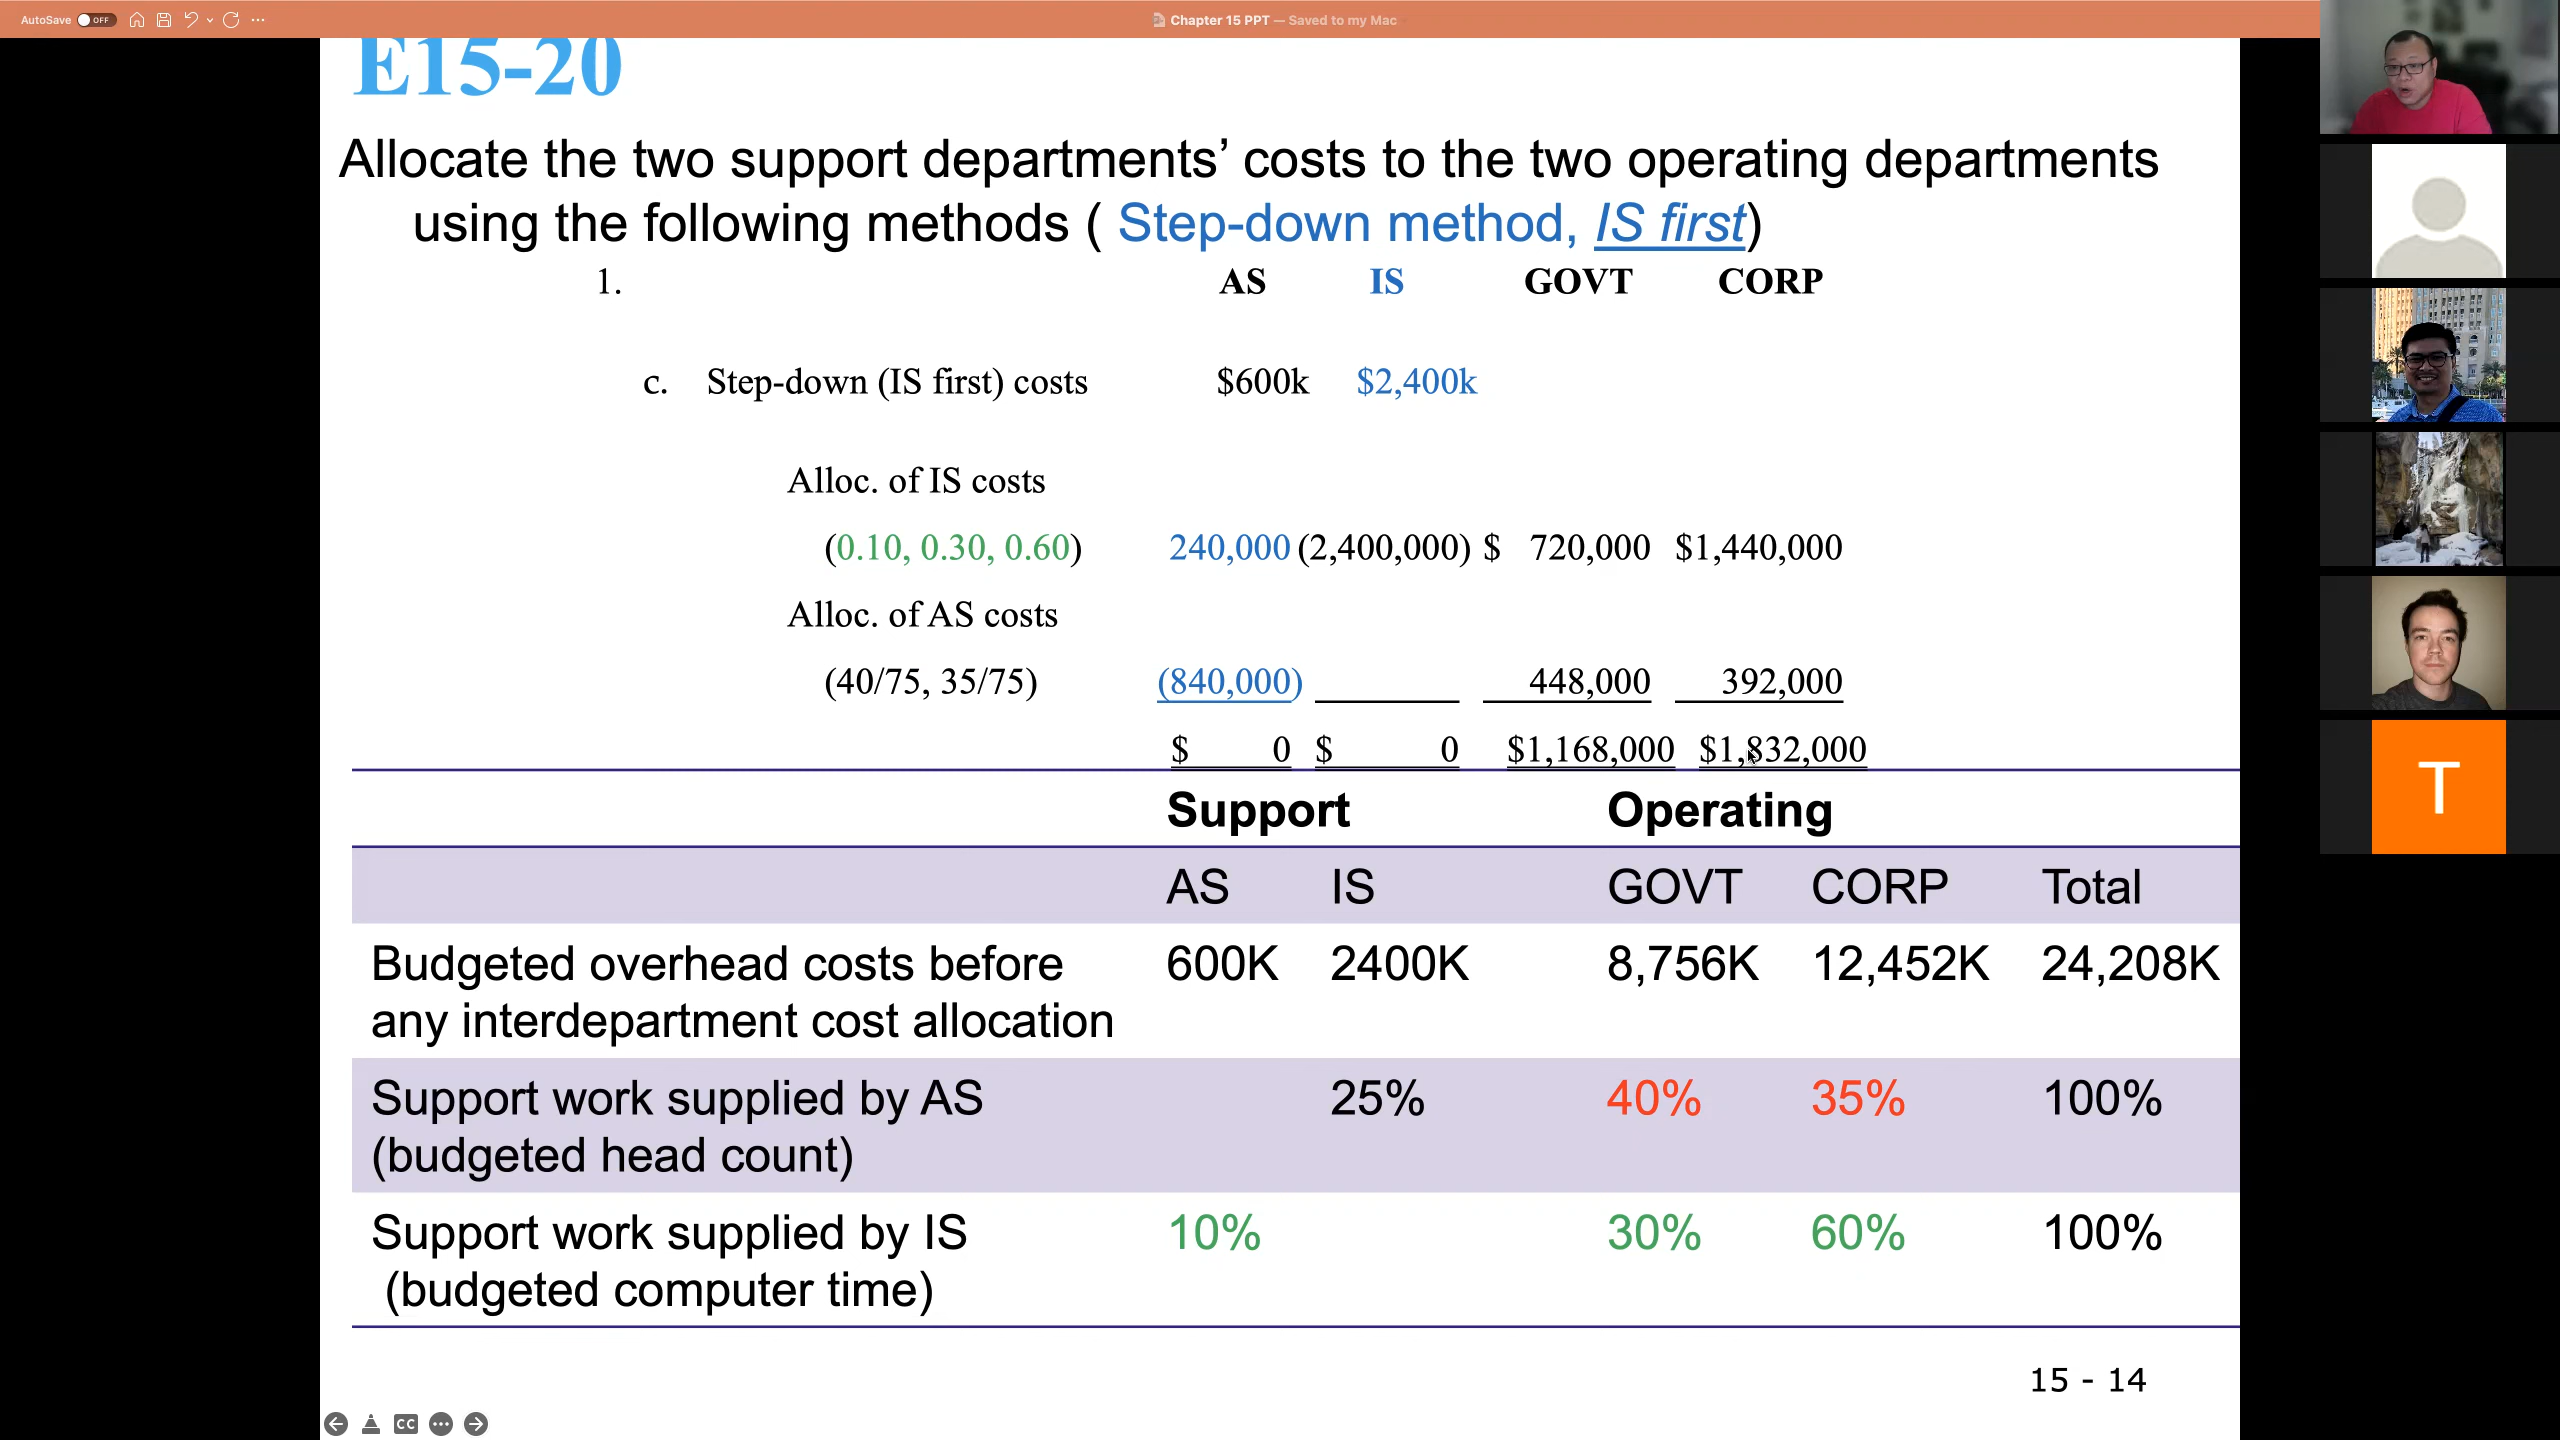 AutoSave OFF
Chapter 15 PPT — Saved to my Mac
E15-20
Allocate the two support departments’ costs to the two operating departments
using the following methods ( Step-down method, IS first)
1. AS IS GOVT CORP
c. Step-down (IS first) costs $600k $2,400k
Alloc. of IS costs
(0.10, 0.30, 0.60) 240,000 (2,400,000) $ 720,000 $1,440,000
Alloc. of AS costs
(40/75, 35/75) (840,000) 448,000 392,000
$ 0 $ 0 $1,168,000 $1,832,000
Support Operating
AS IS GOVT CORP Total
Budgeted overhead costs before 600K 2400K 8,756K 12,452K 24,208K
any interdepartment cost allocation
Support work supplied by AS 25% 40% 35% 100%
(budgeted head count)
Support work supplied by IS 10% 30% 60% 100%
(budgeted computer time)
15 - 14
CC
T